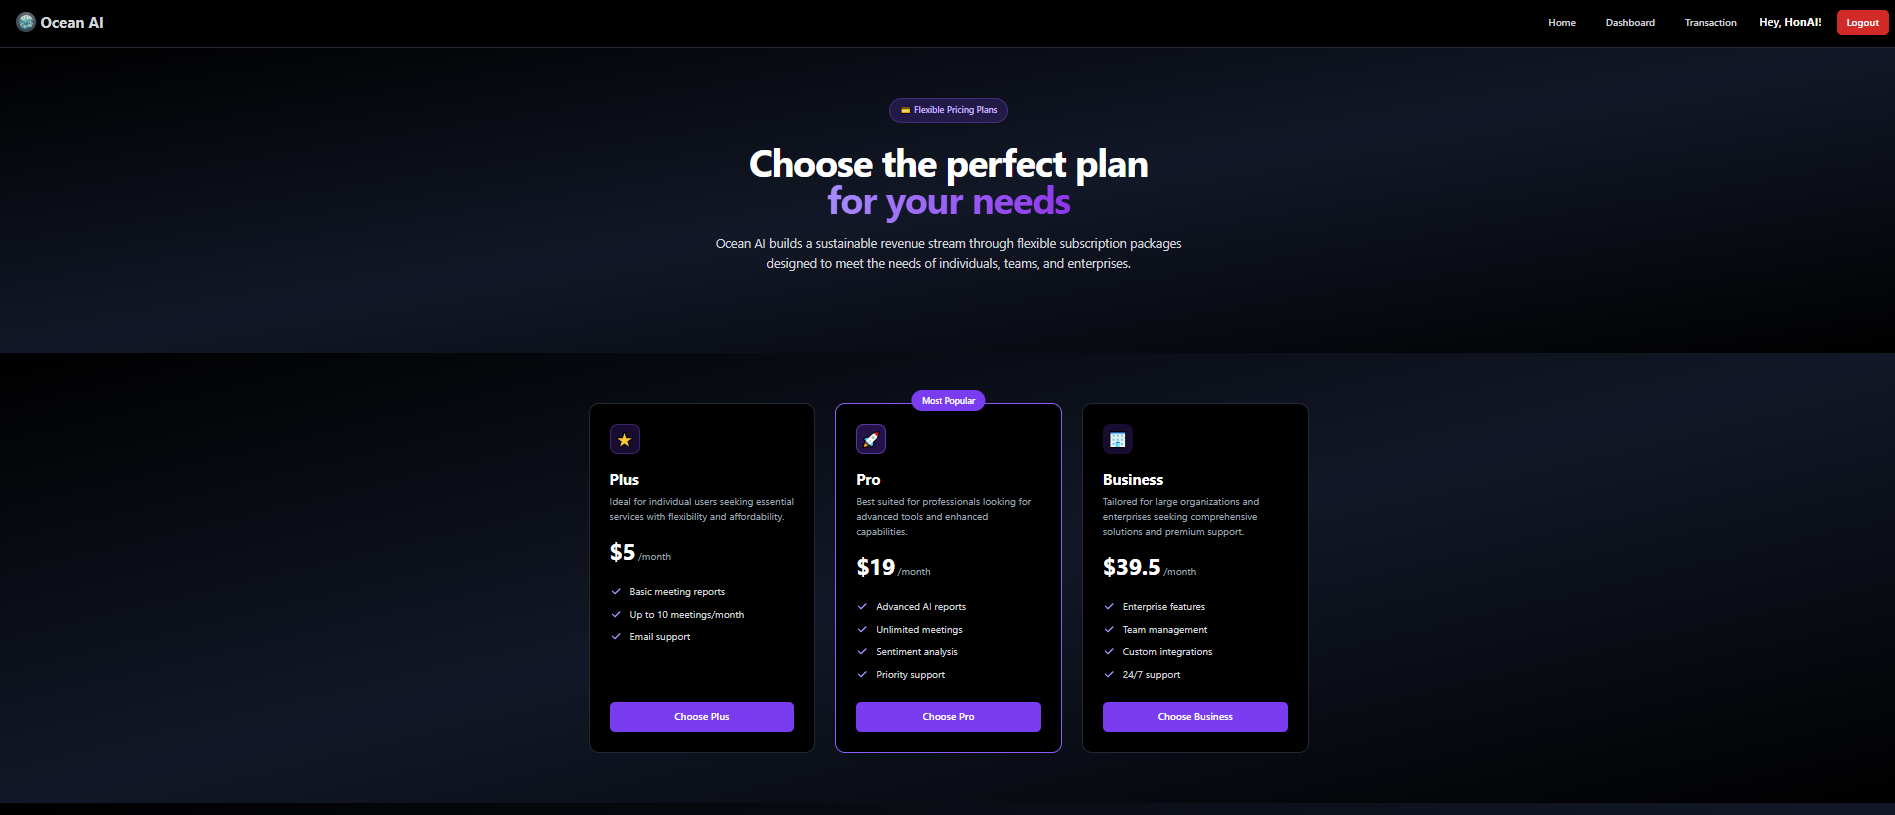 Ocean AI
Home
Dashboard
Transaction
Hey, HonAI!
Logout
Flexible Pricing Plans
Choose the perfect plan
for your needs
Ocean AI builds a sustainable revenue stream through flexible subscription packages
designed to meet the needs of individuals, teams, and enterprises.
Plus
Ideal for individual users seeking essential
services with flexibility and affordability.
$5 /month
Basic meeting reports
Up to 10 meetings/month
Email support
Choose Plus
Most Popular
Pro
Best suited for professionals looking for
advanced tools and enhanced
capabilities.
$19 /month
Advanced AI reports
Unlimited meetings
Sentiment analysis
Priority support
Choose Pro
Business
Tailored for large organizations and
enterprises seeking comprehensive
solutions and premium support.
$39.5 /month
Enterprise features
Team management
Custom integrations
24/7 support
Choose Business